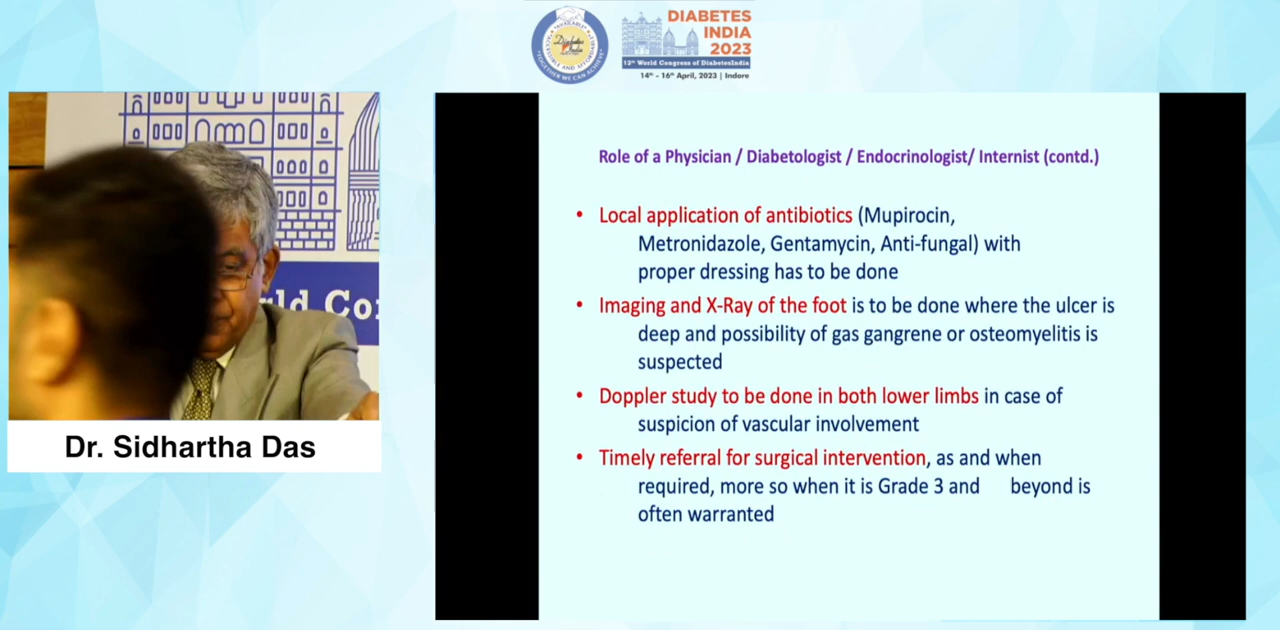 DIABETES
INDIA
2023
12th World Congress of DiabetesIndia
14th - 16th April, 2023 | Indore
Role of a Physician / Diabetologist / Endocrinologist/ Internist (contd.)
• Local application of antibiotics (Mupirocin,
Metronidazole, Gentamycin, Anti-fungal) with
proper dressing has to be done
• Imaging and X-Ray of the foot is to be done where the ulcer is
deep and possibility of gas gangrene or osteomyelitis is
suspected
• Doppler study to be done in both lower limbs in case of
suspicion of vascular involvement
• Timely referral for surgical intervention, as and when
required, more so when it is Grade 3 and beyond is
often warranted
Dr. Sidhartha Das